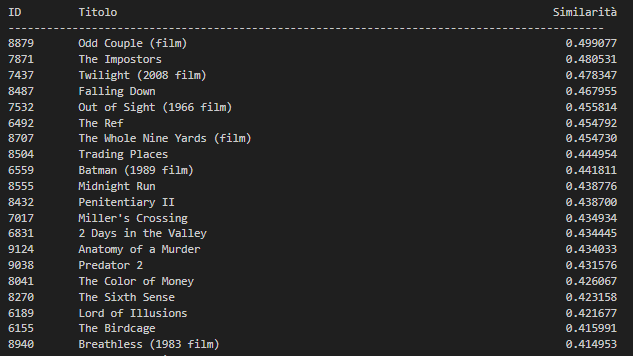 ID Titolo Similarità
--------------------------------------------------------------------------------------------
8879 Odd Couple (film) 0.499077
7871 The Impostors 0.480531
7437 Twilight (2008 film) 0.478347
8487 Falling Down 0.467955
7532 Out of Sight (1966 film) 0.455814
6492 The Ref 0.454792
8707 The Whole Nine Yards (film) 0.454730
8504 Trading Places 0.444954
6559 Batman (1989 film) 0.441811
8555 Midnight Run 0.438776
8432 Penitentiary II 0.438700
7017 Miller's Crossing 0.434934
6831 2 Days in the Valley 0.434445
9124 Anatomy of a Murder 0.434033
9038 Predator 2 0.431576
8041 The Color of Money 0.426067
8270 The Sixth Sense 0.423158
6189 Lord of Illusions 0.421677
6155 The Birdcage 0.415991
8940 Breathless (1983 film) 0.414953